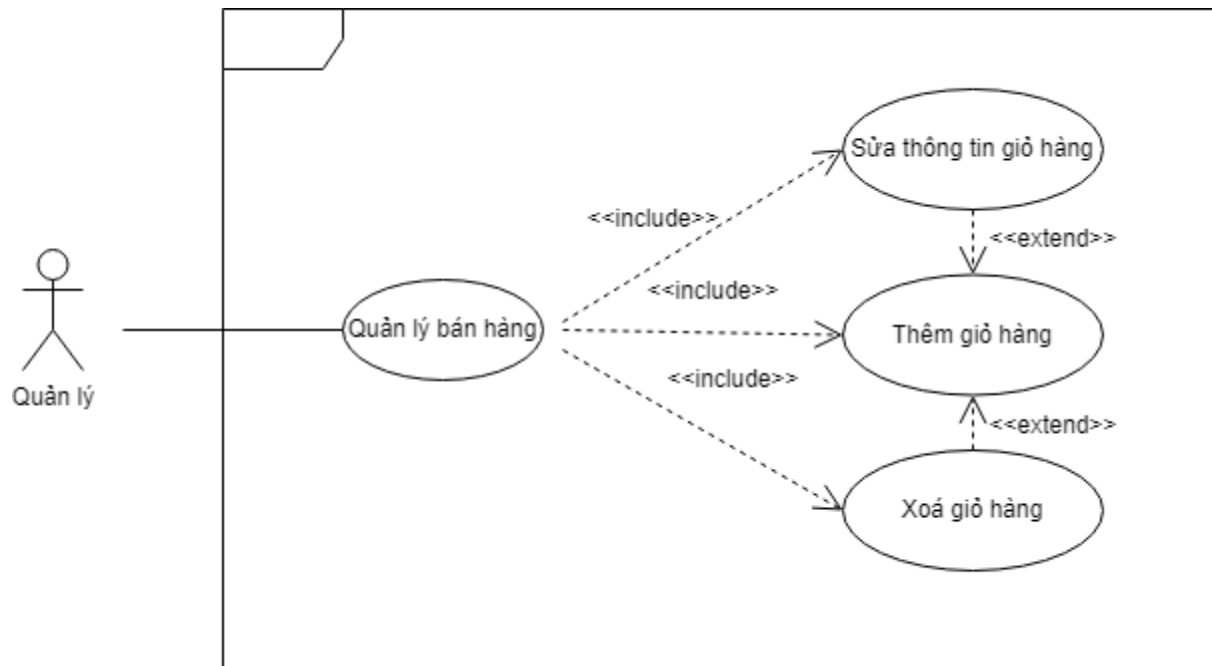 Sửa thông tin giỏ hàng
<<include>>
<<extend>>
<<include>>
Quản lý bán hàng
Thêm giỏ hàng
<<include>>
Quản lý
<<extend>>
Xoá giỏ hàng